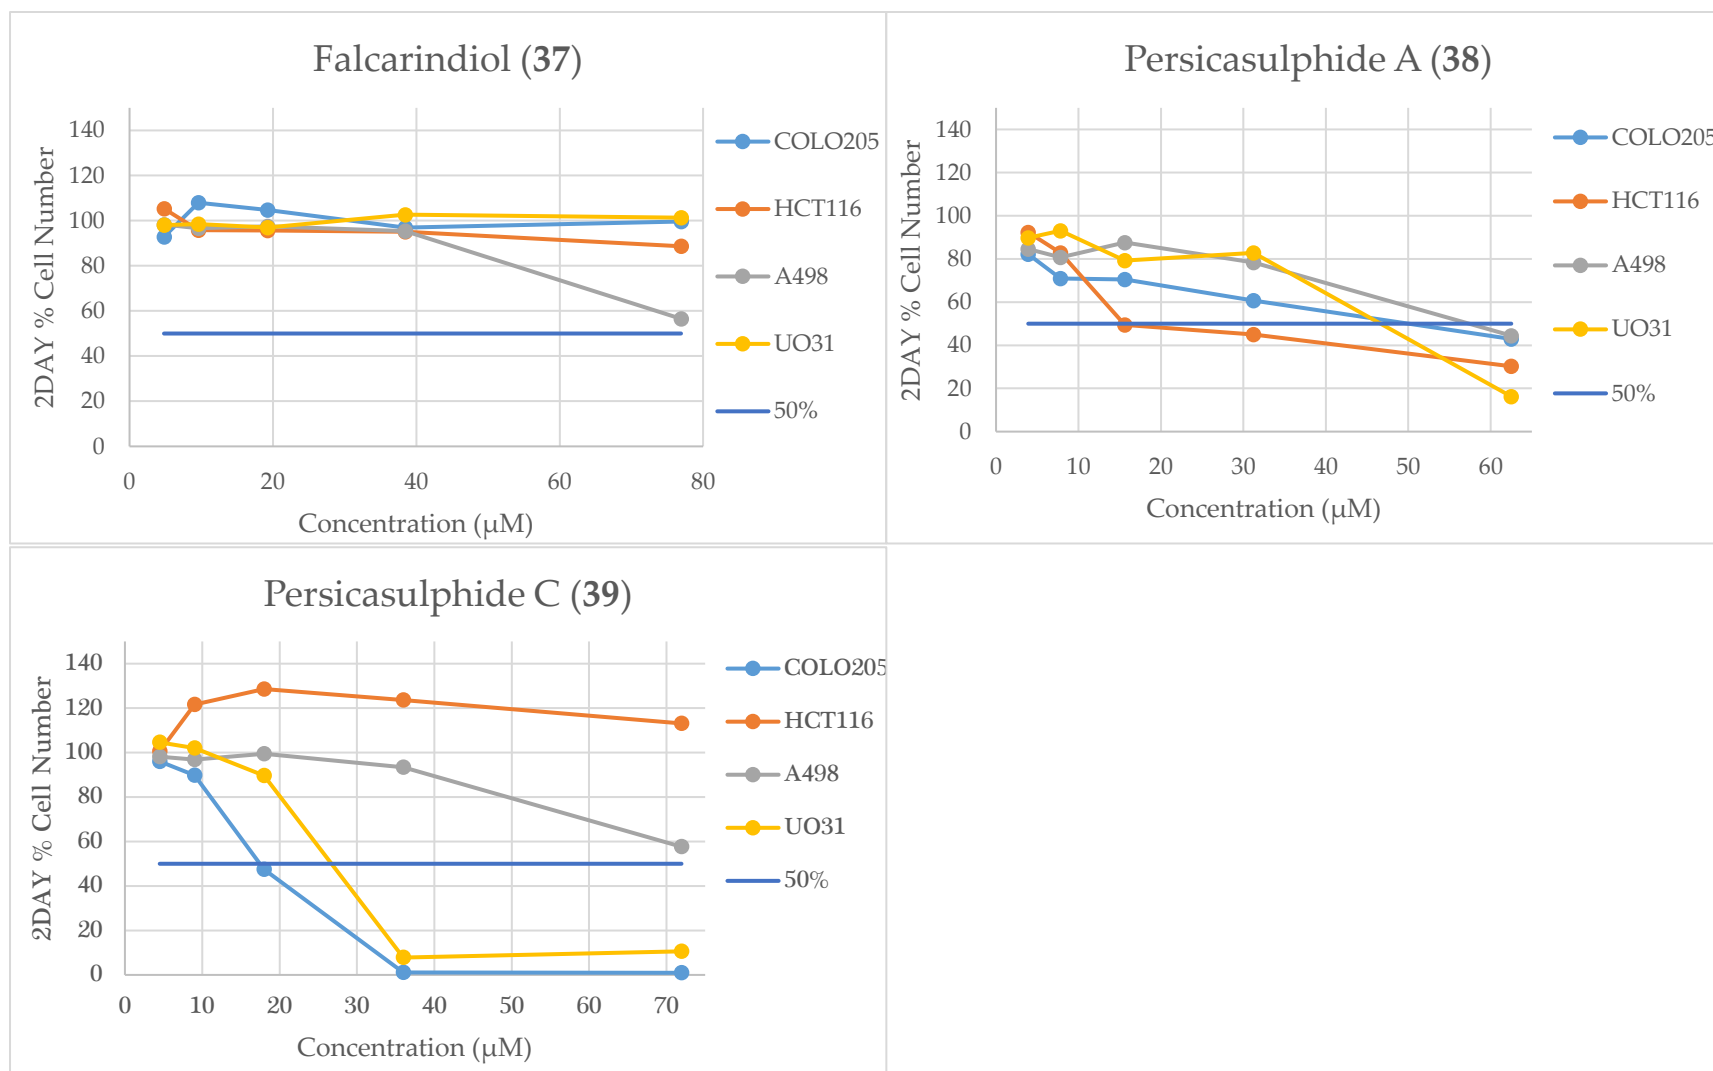 Falcarindiol (37)
2DAY % Cell Number
140
120
100
80
60
40
20
0
0 20 40 60 80
Concentration (µM)
COLO205
HCT116
A498
UO31
50%
Persicasulphide A (38)
2DAY % Cell Number
140
120
100
80
60
40
20
0
0 10 20 30 40 50 60
Concentration (µM)
COLO205
HCT116
A498
UO31
50%
Persicasulphide C (39)
2DAY % Cell Number
140
120
100
80
60
40
20
0
0 10 20 30 40 50 60 70
Concentration (µM)
COLO205
HCT116
A498
UO31
50%